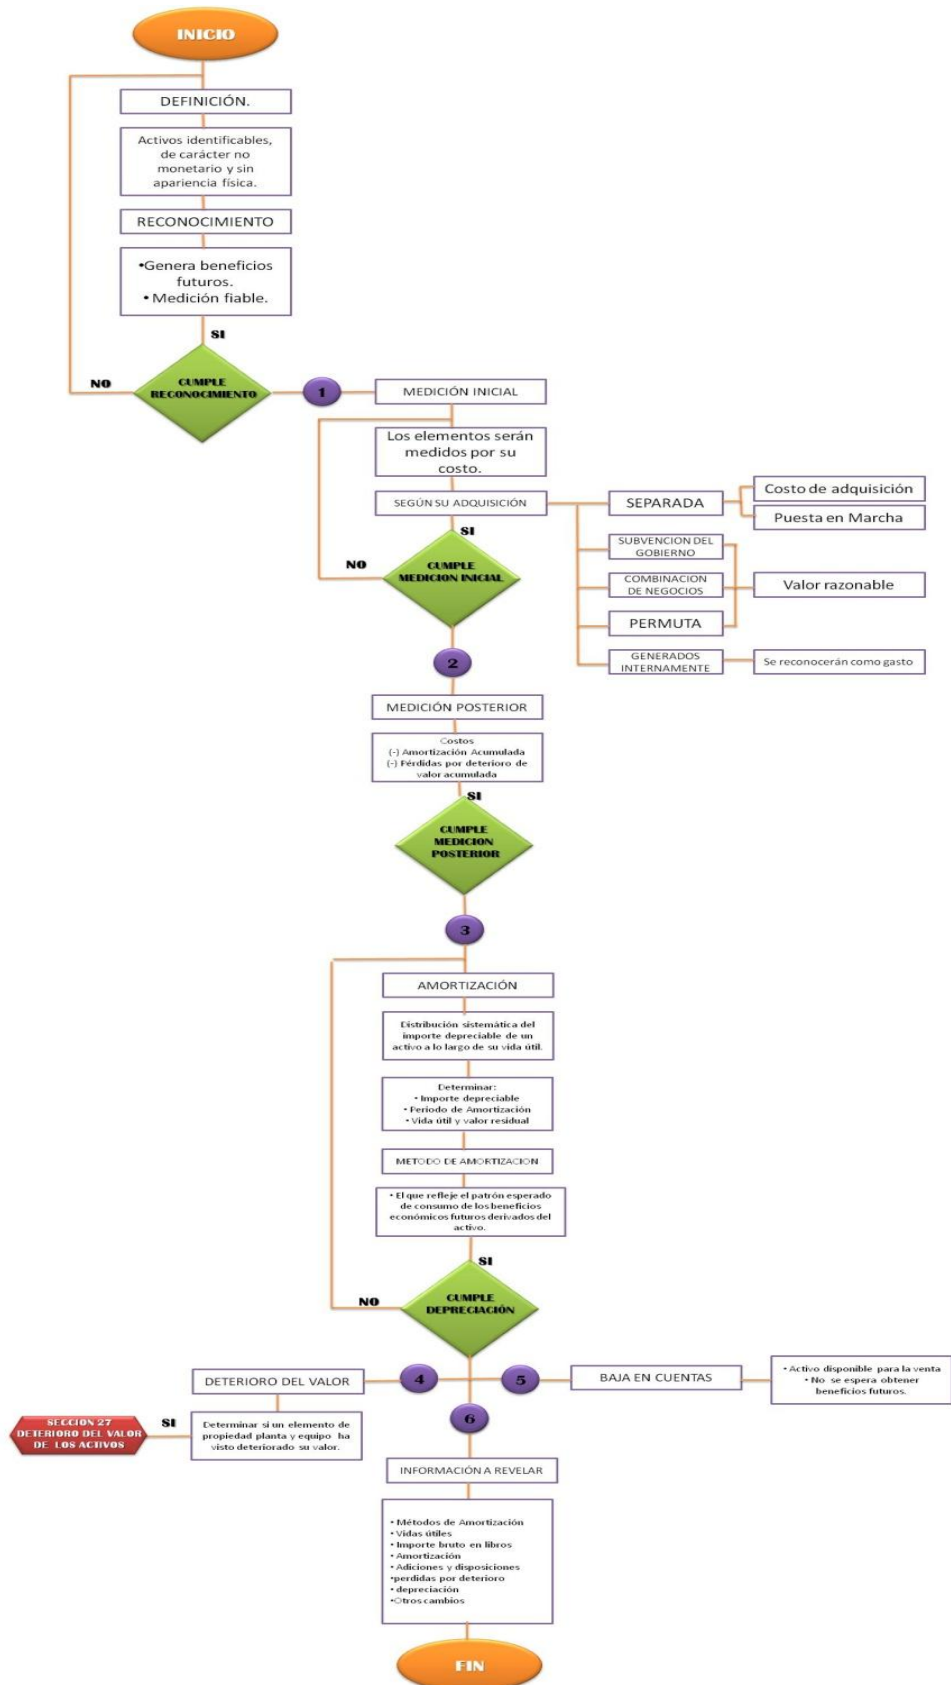 INICIO
DEFINICIÓN.
Activos identificables,
de carácter no
monetario y sin
apariencia física.
RECONOCIMIENTO
•Genera beneficios
futuros.
• Medición fiable.
SI
NO
CUMPLE
RECONOCIMIENTO
1
MEDICIÓN INICIAL
Los elementos serán
medidos por su
costo.
SEGÚN SU ADQUISICIÓN
SEPARADA
Costo de adquisición
Puesta en Marcha
SUBVENCION DEL
GOBIERNO
COMBINACION
DE NEGOCIOS
PERMUTA
Valor razonable
GENERADOS
INTERNAMENTE
Se reconocerán como gasto
SI
NO
CUMPLE
MEDICION INICIAL
2
MEDICIÓN POSTERIOR
Costos
(-) Amortización Acumulada
(-) Pérdidas por deterioro de
valor acumulada
SI
CUMPLE
MEDICION
POSTERIOR
3
AMORTIZACIÓN
Distribución sistemática del
importe depreciable de un
activo a lo largo de su vida útil.
Determinar:
• Importe depreciable
• Periodo de Amortización
• Vida útil y valor residual
METODO DE AMORTIZACION
• El que refleje el patrón esperado
de consumo de los beneficios
económicos futuros derivados del
activo.
SI
NO
CUMPLE
DEPRECIACIÓN
4
DETERIORO DEL VALOR
Determinar si un elemento de
propiedad planta y equipo ha
visto deteriorado su valor.
SI
SECCION 27
DETERIORO DEL VALOR
DE LOS ACTIVOS
5
BAJA EN CUENTAS
• Activo disponible para la venta
• No se espera obtener
beneficios futuros.
6
INFORMACIÓN A REVELAR
• Métodos de Amortización
• Vidas útiles
• Importe bruto en libros
• Amortización
• Adiciones y disposiciones
•perdidas por deterioro
• depreciación
•Otros cambios
FIN